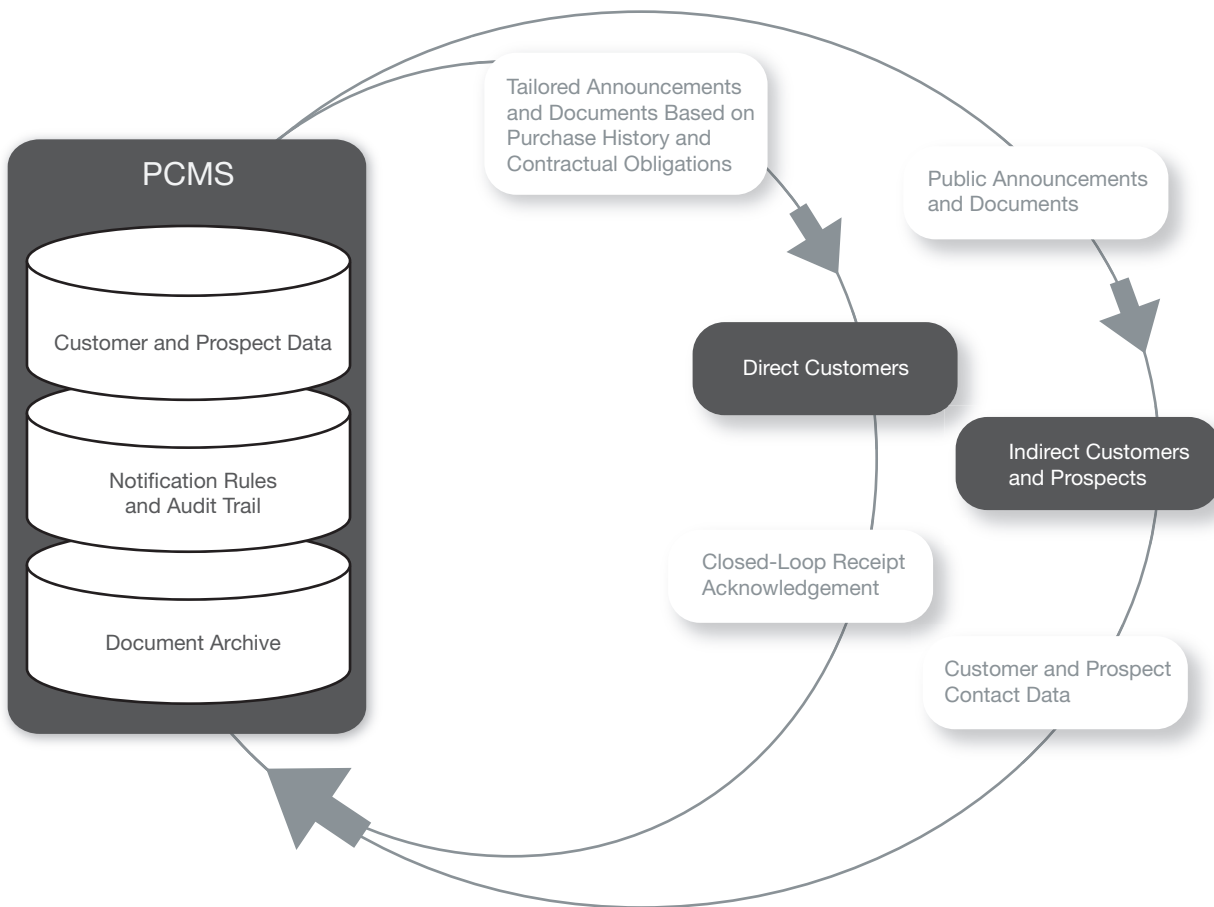 PCMS
Customer and Prospect Data
Notification Rules
and Audit Trail
Document Archive
Tailored Announcements
and Documents Based on
Purchase History and
Contractual Obligations
Public Announcements
and Documents
Direct Customers
Indirect Customers
and Prospects
Closed-Loop Receipt
Acknowledgement
Customer and Prospect
Contact Data